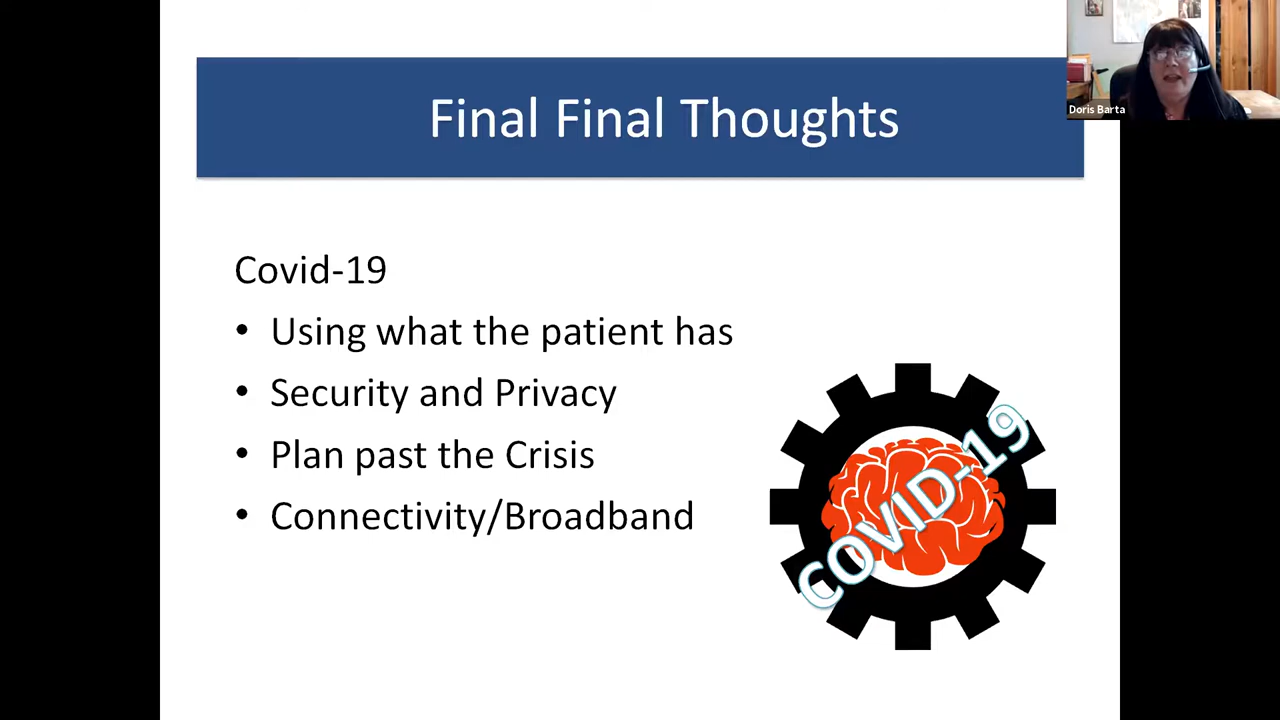 Final Final Thoughts
Doris Barta
Covid-19
• Using what the patient has
• Security and Privacy
• Plan past the Crisis
• Connectivity/Broadband
COVID-19